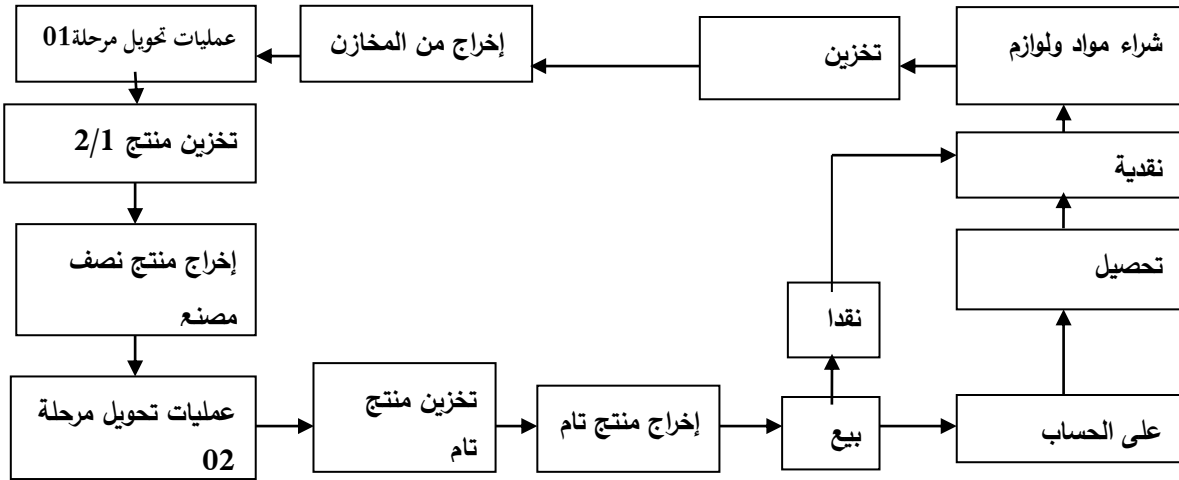 شراء مواد ولوازم
تخزين
إخراج من المخازن
عمليات تحويل مرحلة01
تخزين منتج 2/1
نقدية
إخراج منتج نصف
مصنع
تحصيل
نقدا
عمليات تحويل مرحلة
02
تخزين منتج
تام
إخراج منتج تام
بيع
على الحساب